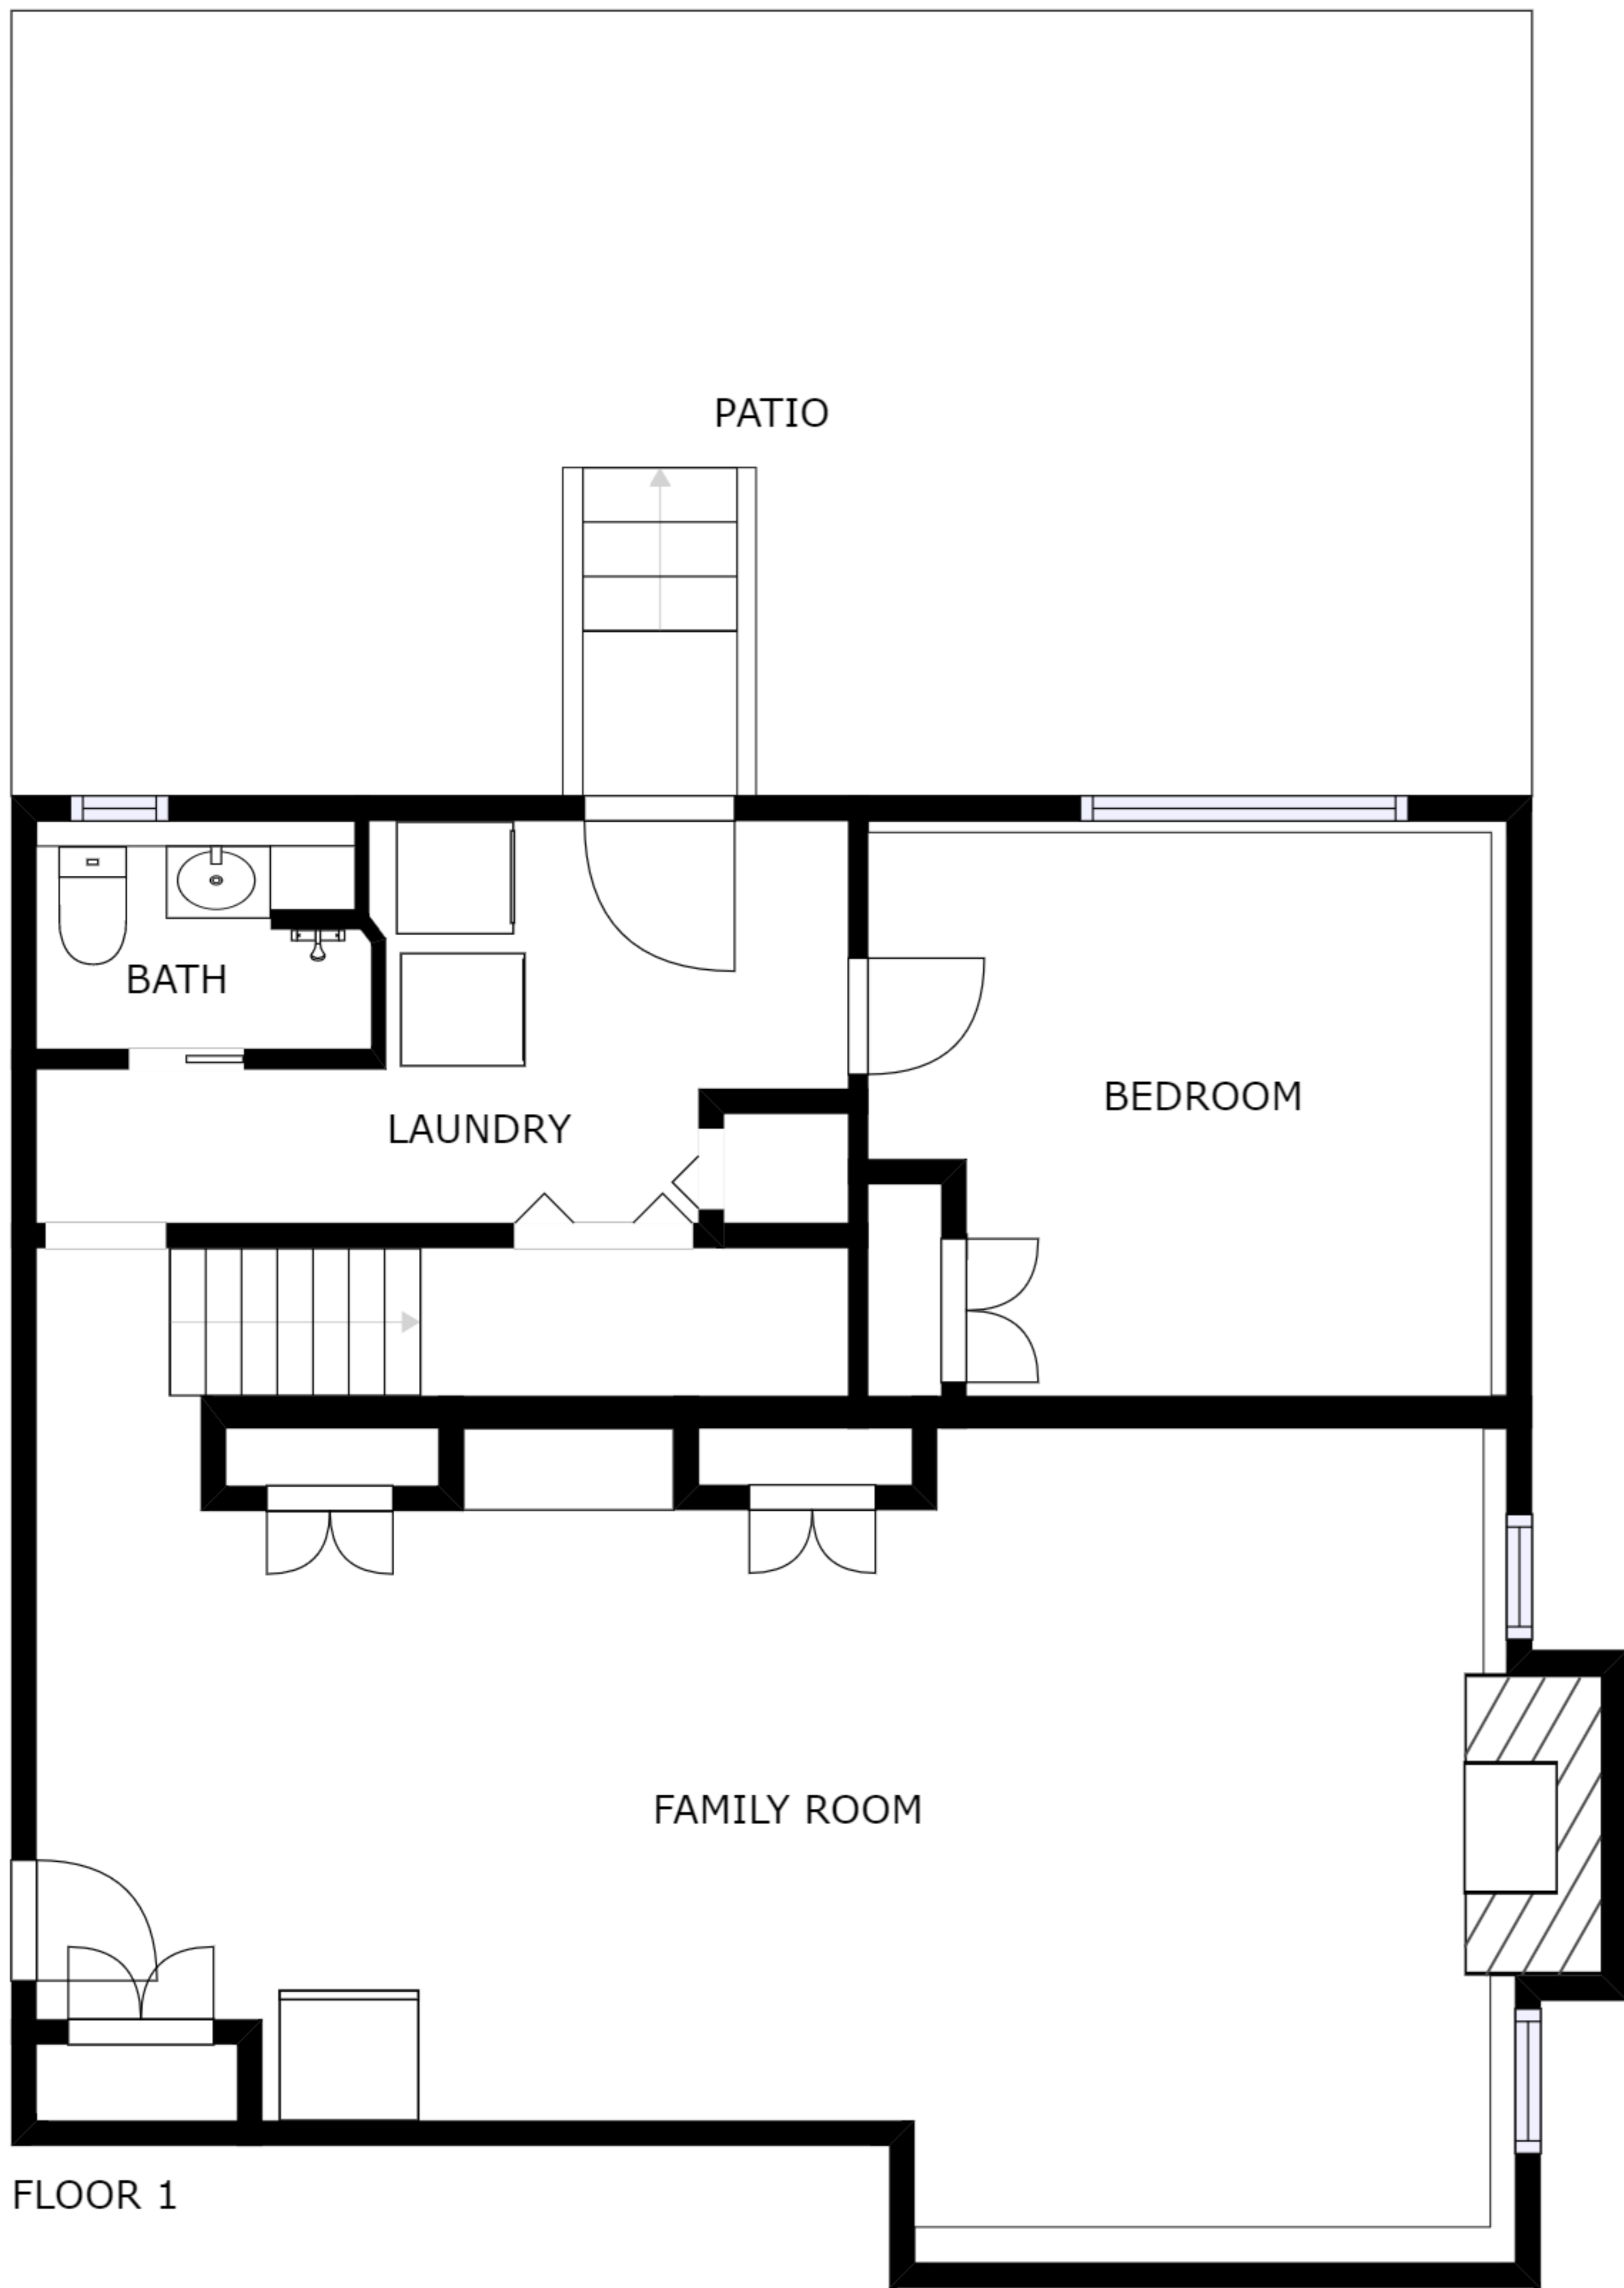 PATIO
BATH
BEDROOM
LAUNDRY
FAMILY ROOM
FLOOR 1